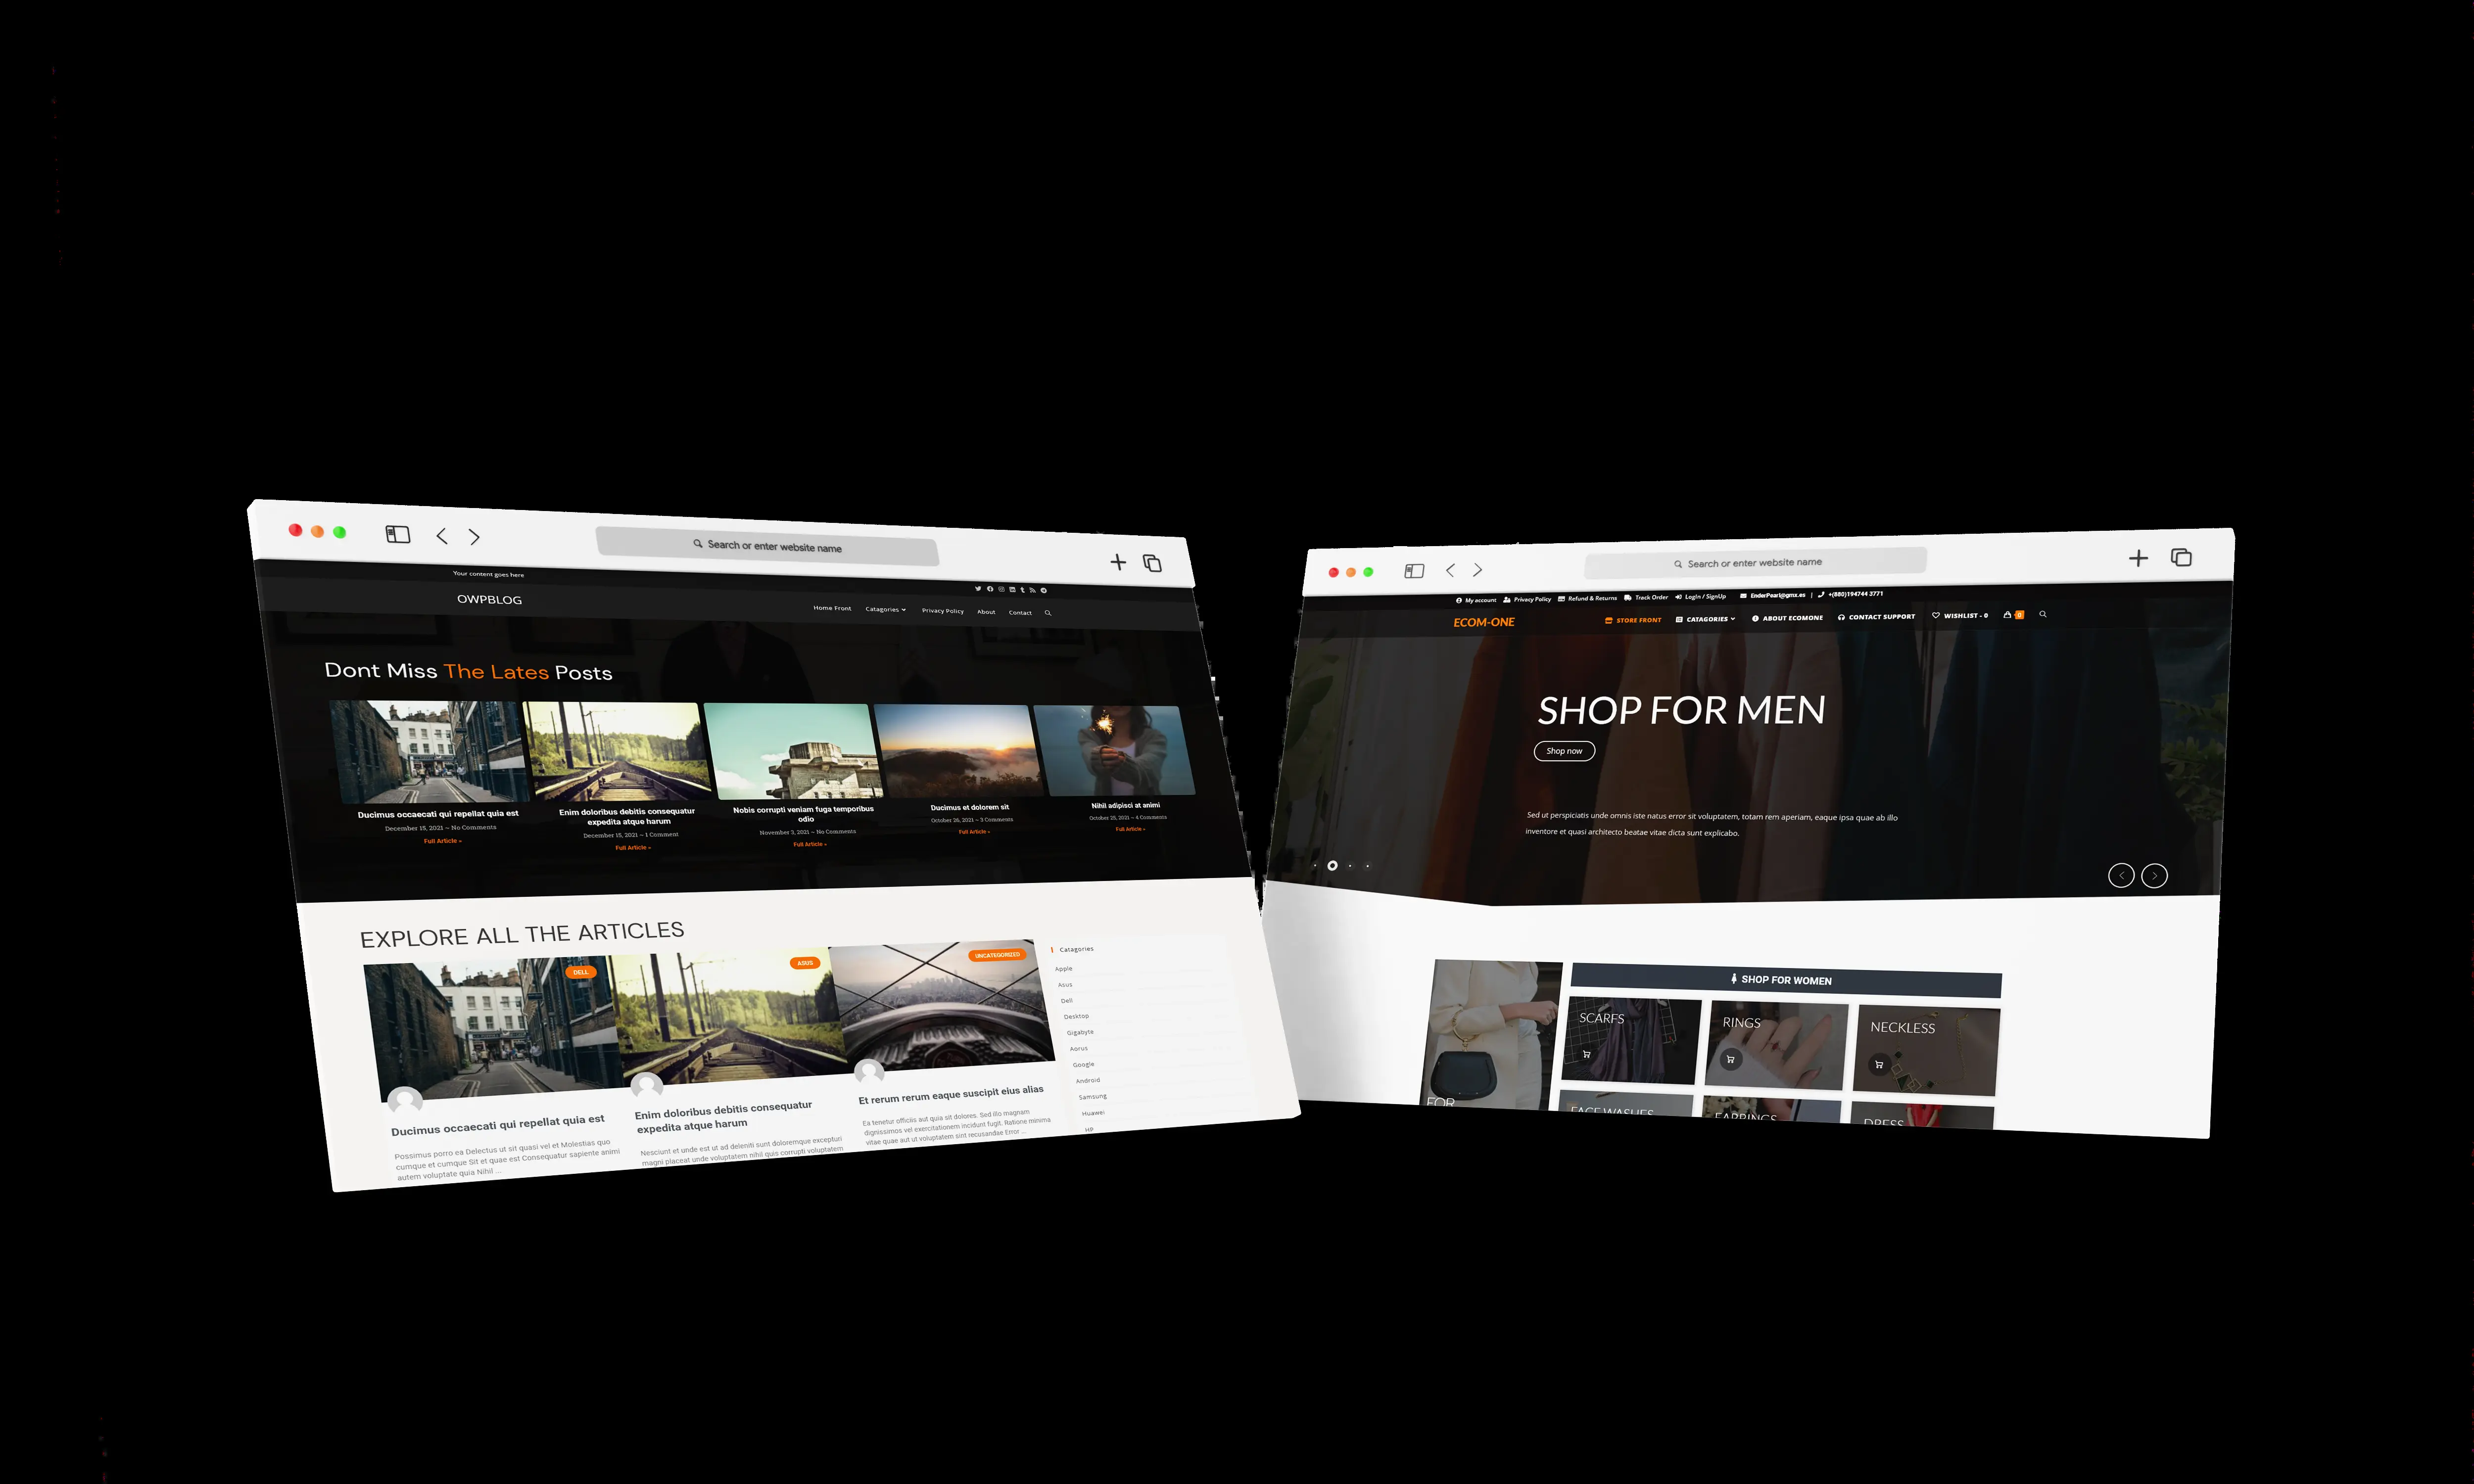 Search or enter website name
Your content goes here
OWPBLOG
Home Front Catagories Privacy Policy About Contact
Dont Miss The Lates Posts
Ducimus occaecati qui repellat quia est
December 15, 2021 ~ No Comments
Full Article »
Enim doloribus debitis consequatur
expedita atque harum
December 15, 2021 ~ 1 Comment
Full Article »
Nobis corrupti veniam fuga temporibus
odio
November 3, 2021 ~ No Comments
Full Article »
Ducimus et dolorem sit
October 26, 2021 ~ 3 Comments
Full Article »
Nihil adipisci at animi
October 25, 2021 ~ 4 Comments
Full Article »
EXPLORE ALL THE ARTICLES
DELL
Ducimus occaecati qui repellat quia est
Possimus porro ea Delectus ut sit quasi vel et Molestias quo
cumque et cumque Sit et quae est Consequatur sapiente animi
autem voluptate quia Nihil ...
ASUS
Enim doloribus debitis consequatur
expedita atque harum
Nesciunt et unde est ut ad deleniti sunt doloremque excepturi
magni placeat unde voluptatem nihil quis corrupti voluptatem
UNCATEGORIZED
Et rerum rerum eaque suscipit eius alias
Ea tenetur officiis aut quia sit dolores. Sed illo magnam
dignissimos vel exercitationem incidunt fugit. Ratione minima
vitae quae aut ut voluptatem sint recusandae Error ...
Catagories
Apple
Asus
Dell
Desktop
Gigabyte
Aorus
Google
Android
Samsung
Huawei
HP
Search or enter website name
My account Privacy Policy Refund & Returns Track Order LogIn / SignUp EnderPearl@gmx.es | +(880)194744 3771
ECOM-ONE
STORE FRONT CATAGORIES ABOUT ECOMONE CONTACT SUPPORT WISHLIST - 0 0
SHOP FOR MEN
Shop now
Sed ut perspiciatis unde omnis iste natus error sit voluptatem, totam rem aperiam, eaque ipsa quae ab illo
inventore et quasi architecto beatae vitae dicta sunt explicabo.
SHOP FOR WOMEN
SCARFS
RINGS
NECKLESS
FOR
FACE WASHES
EARRINGS
DRESS